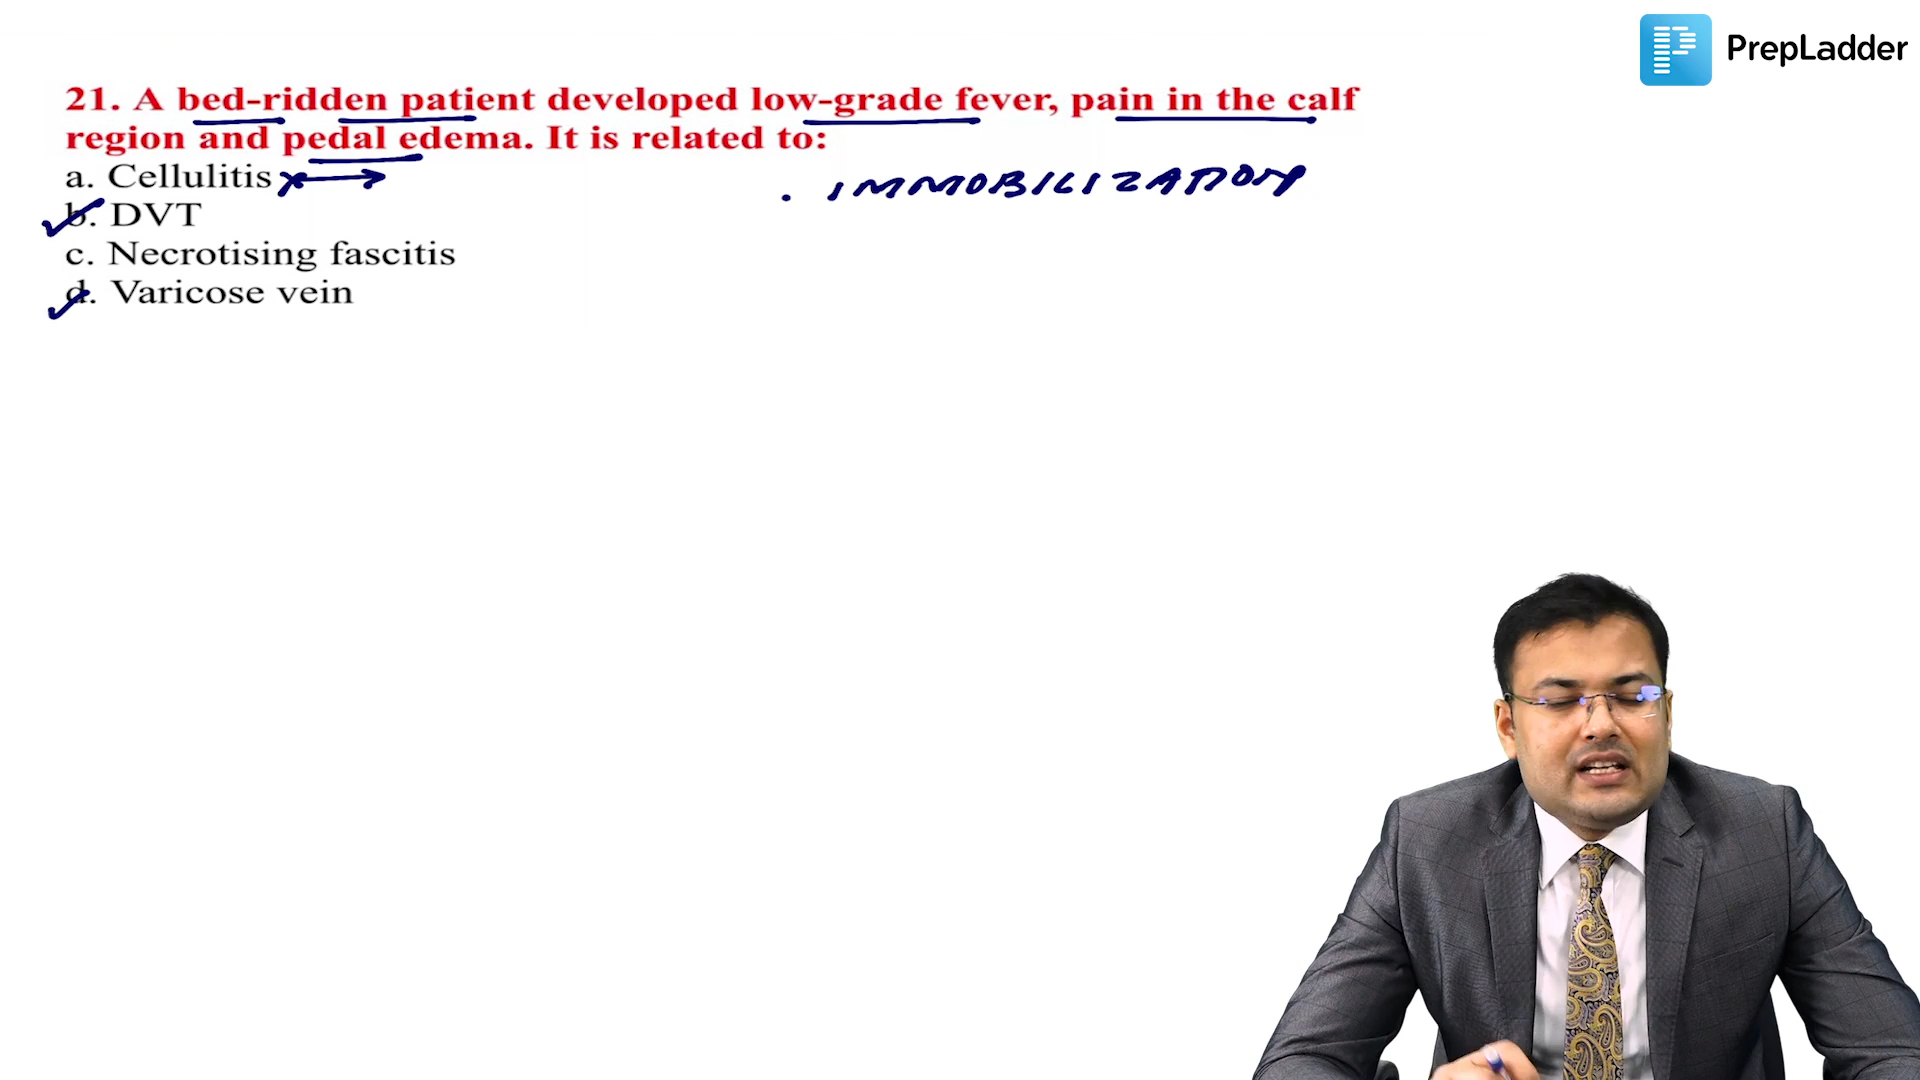 PrepLadder
21. A bed-ridden patient developed low-grade fever, pain in the calf
region and pedal edema. It is related to:
a. Cellulitis
. IMMOBILIZATION
b. DVT
c. Necrotising fascitis
d. Varicose vein